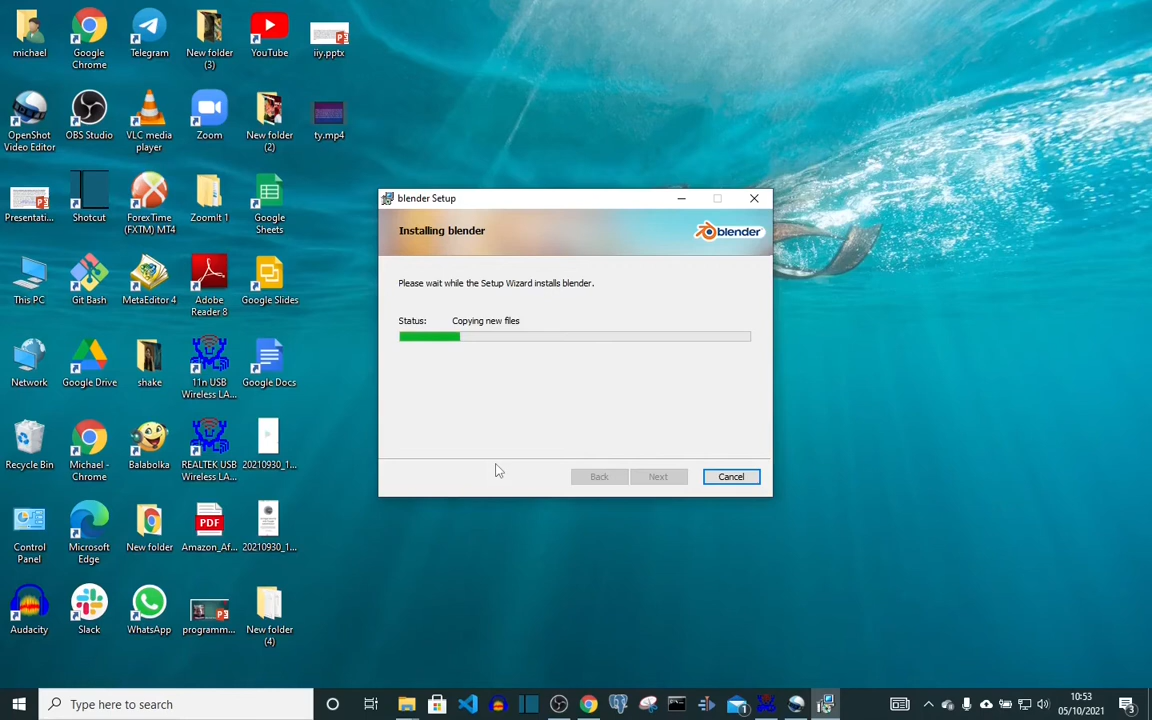 michael
Google
Chrome
Telegram
New folder
(3)
YouTube
iiy.pptx
OpenShot
Video Editor
OBS Studio
VLC media
player
Zoom
New folder
(2)
ty.mp4
Presentati...
Shotcut
ForexTime
(FXTM) MT4
ZoomIt 1
Google
Sheets
This PC
Git Bash
MetaEditor 4
Adobe
Reader 8
Google Slides
Network
Google Drive
shake
11n USB
Wireless LA...
Google Docs
Recycle Bin
Michael -
Chrome
Balabolka
REALTEK USB
Wireless LA...
20210930_1...
Control
Panel
Microsoft
Edge
New folder
PDF
Amazon_Af...
20210930_1...
Audacity
Slack
WhatsApp
programm...
New folder
(4)
blender Setup
Installing blender
blender
Please wait while the Setup Wizard installs blender.
Status: Copying new files
Back Next Cancel
Type here to search
10:53
05/10/2021
1
3